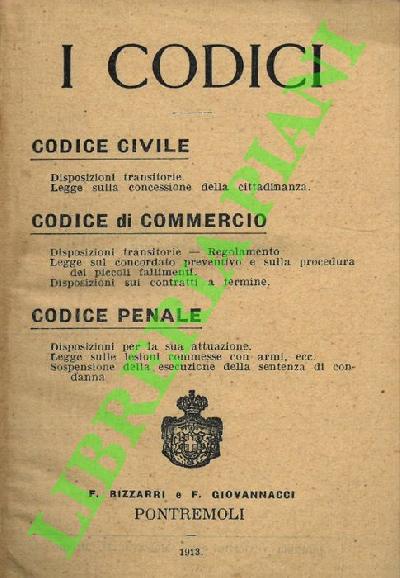 I CODICI
CODICE CIVILE
Disposizioni transitorie.
Legge sulla concessione della cittadinanza.
CODICE di COMMERCIO
Disposizioni transitorie — Regolamento
Legge sul concordato preventivo e sulla procedura
dei piccoli fallimenti.
Disposizioni sui contratti a termine.
CODICE PENALE
Disposizioni per la sua attuazione.
Legge sulle lesioni commesse con armi, ecc.
Sospensione della esecuzione della sentenza di con-
danna
F. BIZZARRI e F. GIOVANNACCI
PONTREMOLI
1913.
LIBRERIA PIANI